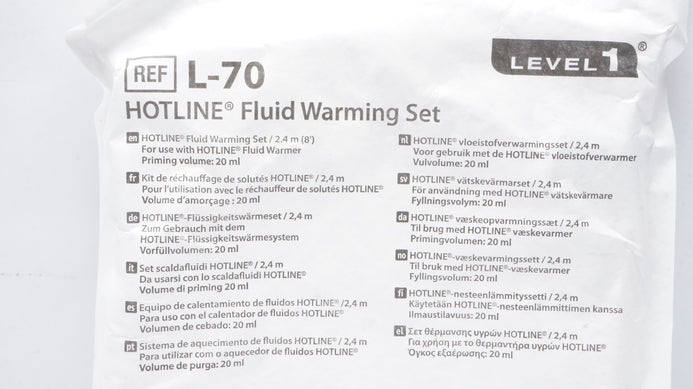 REF L-70
LEVEL 1®
HOTLINE® Fluid Warming Set
en HOTLINE® Fluid Warming Set / 2,4 m (8')
For use with HOTLINE® Fluid Warmer
Priming volume: 20 ml
fr Kit de réchauffage de solutés HOTLINE® / 2,4 m
Pour l'utilisation avec le réchauffeur de solutés HOTLINE®
Volume d'amorçage : 20 ml
de HOTLINE®-Flüssigkeitswärmeset / 2,4 m
Zum Gebrauch mit dem
HOTLINE®-Flüssigkeitswärmesystem
Vorfüllvolumen: 20 ml
it Set scaldafluidi HOTLINE® / 2,4 m
Da usarsi con lo scaldafluidi HOTLINE®
Volume di priming 20 ml
es Equipo de calentamiento de fluidos HOTLINE® / 2,4 m
Para uso con el calentador de fluidos HOTLINE®
Volumen de cebado: 20 ml
pt Sistema de aquecimento de fluidos HOTLINE® / 2,4 m
Para utilizar com o aquecedor de fluidos HOTLINE®
Volume de purga: 20 ml
nl HOTLINE® vloeistofverwarmingsset / 2,4 m
Voor gebruik met de HOTLINE® vloeistofverwarmer
Vulvolume: 20 ml
sv HOTLINE® vätskevärmarset / 2,4 m
För användning med HOTLINE® vätskevärmare
Fyllningsvolym: 20 ml
da HOTLINE® væskeopvarmningssæt / 2,4 m
Til brug med HOTLINE® væskevarmer
Primingvolumen: 20 ml
no HOTLINE®-væskevarmingssett / 2,4 m
Til bruk med HOTLINE®-væskevarmer
Fyllingsvolum: 20 ml
fi HOTLINE®-nesteenlämmityssetti / 2,4 m
Käytetään HOTLINE®-nesteenlämmittimen kanssa
Ilmaustilavuus: 20 ml
el Σετ θέρμανσης υγρών HOTLINE® / 2,4 m
Για χρήση με το θερμαντήρα υγρών HOTLINE®
Όγκος εξαέρωσης: 20 ml